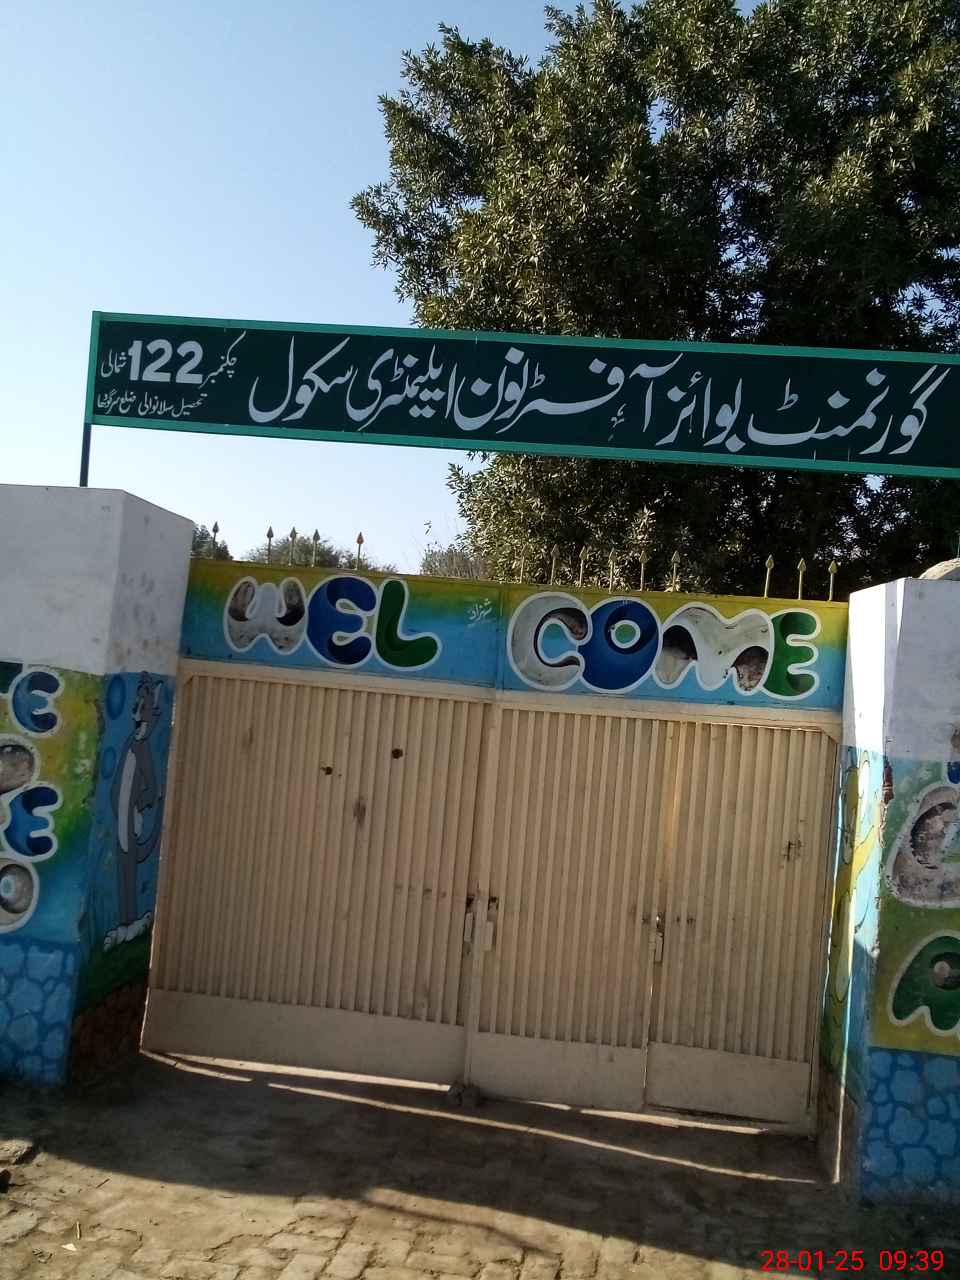 گورنمنٹ بوائز آفٹرنون ایلیمنٹری سکول
چکنمبر 122 شمالی
تحصیل سلانوالی ضلع سرگودھا
WEL COME
شہزاد
28-01-25 09:39